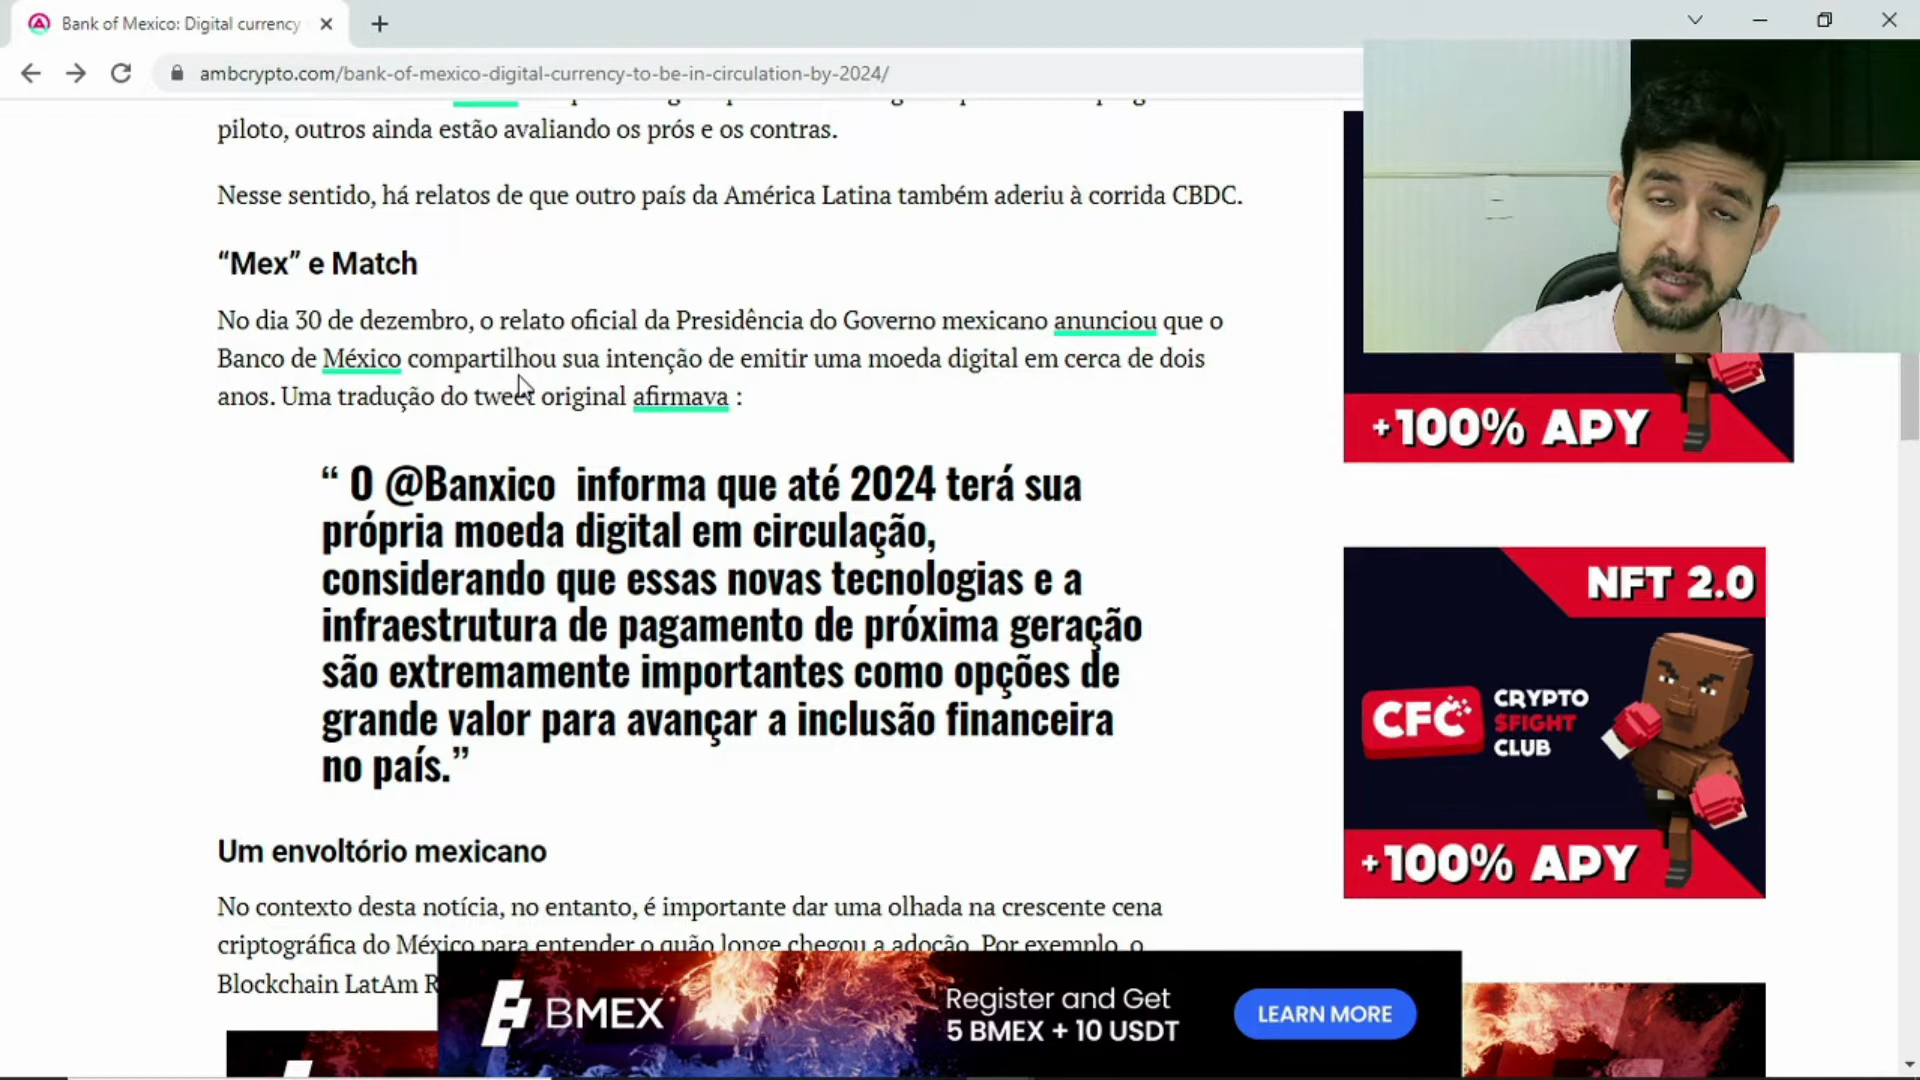 Bank of Mexico: Digital currency
ambcrypto.com/bank-of-mexico-digital-currency-to-be-in-circulation-by-2024/
piloto, outros ainda estão avaliando os prós e os contras.
Nesse sentido, há relatos de que outro país da América Latina também aderiu à corrida CBDC.
“Mex” e Match
No dia 30 de dezembro, o relato oficial da Presidência do Governo mexicano anunciou que o
Banco de México compartilhou sua intenção de emitir uma moeda digital em cerca de dois
anos. Uma tradução do tweet original afirmava :
“ O @Banxico informa que até 2024 terá sua
própria moeda digital em circulação,
considerando que essas novas tecnologias e a
infraestrutura de pagamento de próxima geração
são extremamente importantes como opções de
grande valor para avançar a inclusão financeira
no país.”
Um envoltório mexicano
No contexto desta notícia, no entanto, é importante dar uma olhada na crescente cena
criptográfica do México para entender o quão longe chegou a adoção. Por exemplo, o
Blockchain LatAm R
+100% APY
NFT 2.0
CFC
CRYPTO
$FIGHT
CLUB
+100% APY
BMEX
Register and Get
5 BMEX + 10 USDT
LEARN MORE